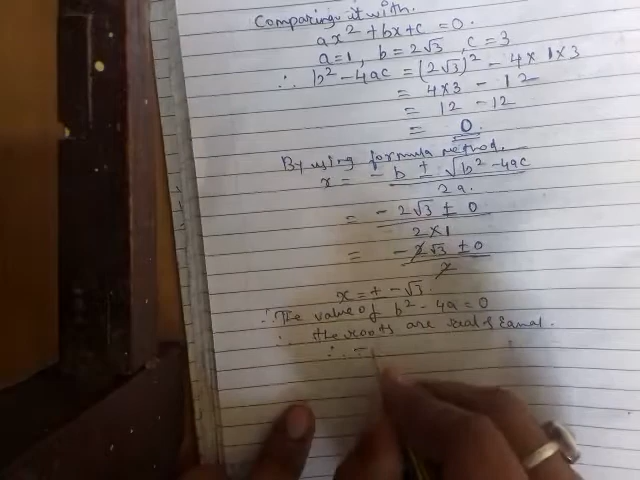 Comparing it with.
ax² + bx + c = 0.
a = 1, b = 2√3, c = 3
∴ b² - 4ac = (2√3)² - 4 × 1 × 3
= 4×3 - 12
= 12 - 12
= 0.
By using formula method.
x = - b ± √b² - 4ac / 2a.
= - 2√3 ± 0 / 2×1
= - 2√3 ± 0 / 2
x = ± - √3.
∴ The value of b² - 4a = 0
∴ the roots are real & Equal.
∴ -